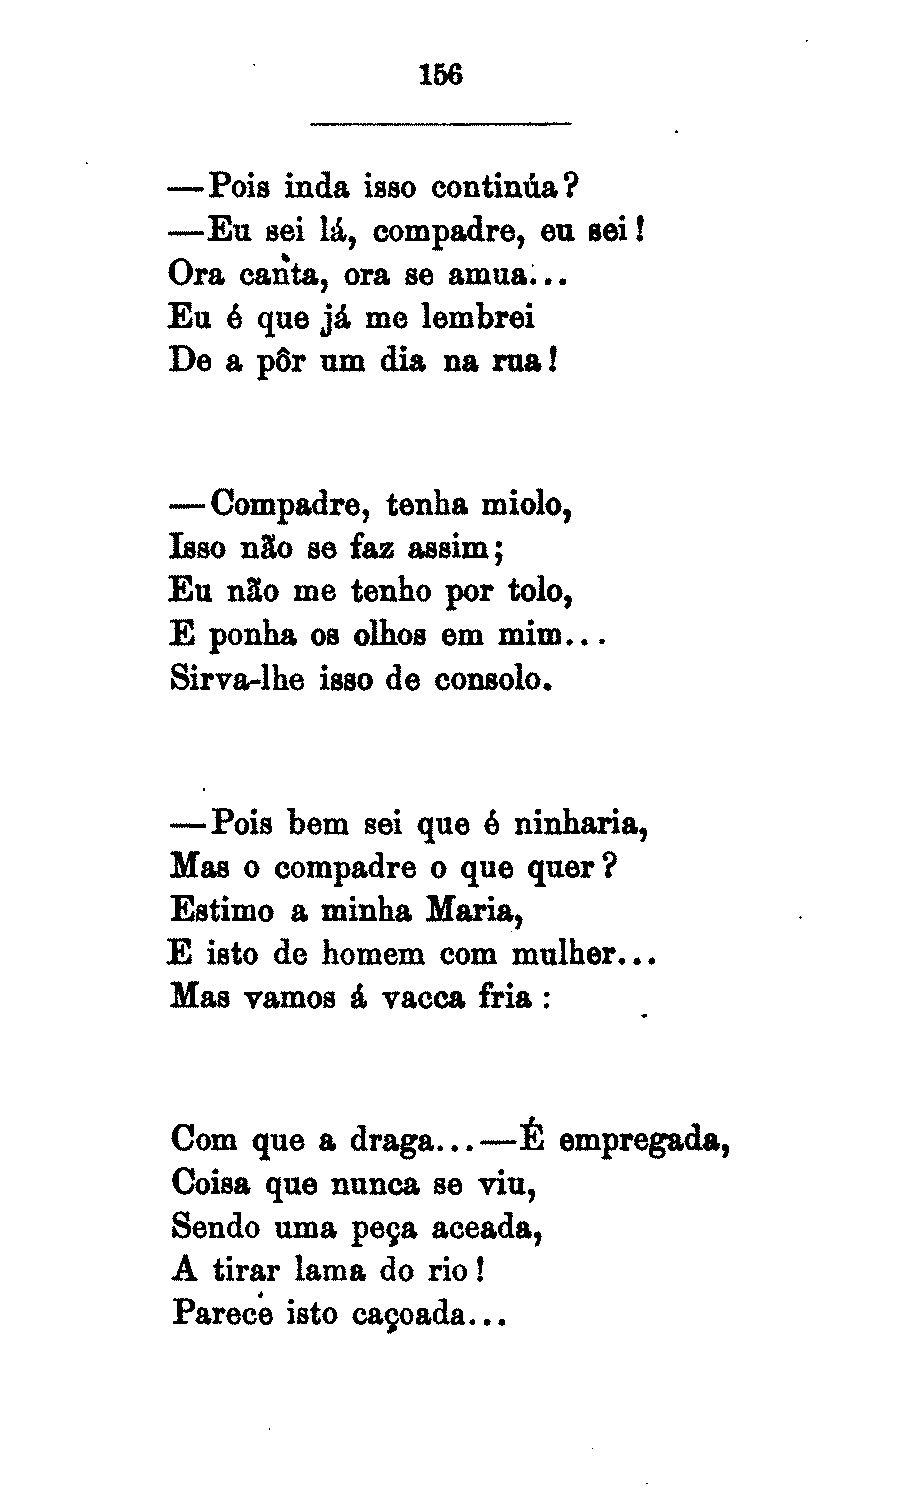 156
—Pois inda isso continúa?
—Eu sei lá, compadre, eu sei!
Ora canta, ora se amua...
Eu é que já me lembrei
De a pôr um dia na rua!
—Compadre, tenha miolo,
Isso não se faz assim;
Eu não me tenho por tolo,
E ponha os olhos em mim...
Sirva-lhe isso de consolo.
—Pois bem sei que é ninharia,
Mas o compadre o que quer?
Estimo a minha Maria,
E isto de homem com mulher...
Mas vamos á vacca fria:
Com que a draga...—É empregada,
Coisa que nunca se viu,
Sendo uma peça aceada,
A tirar lama do rio!
Parece isto caçoada...